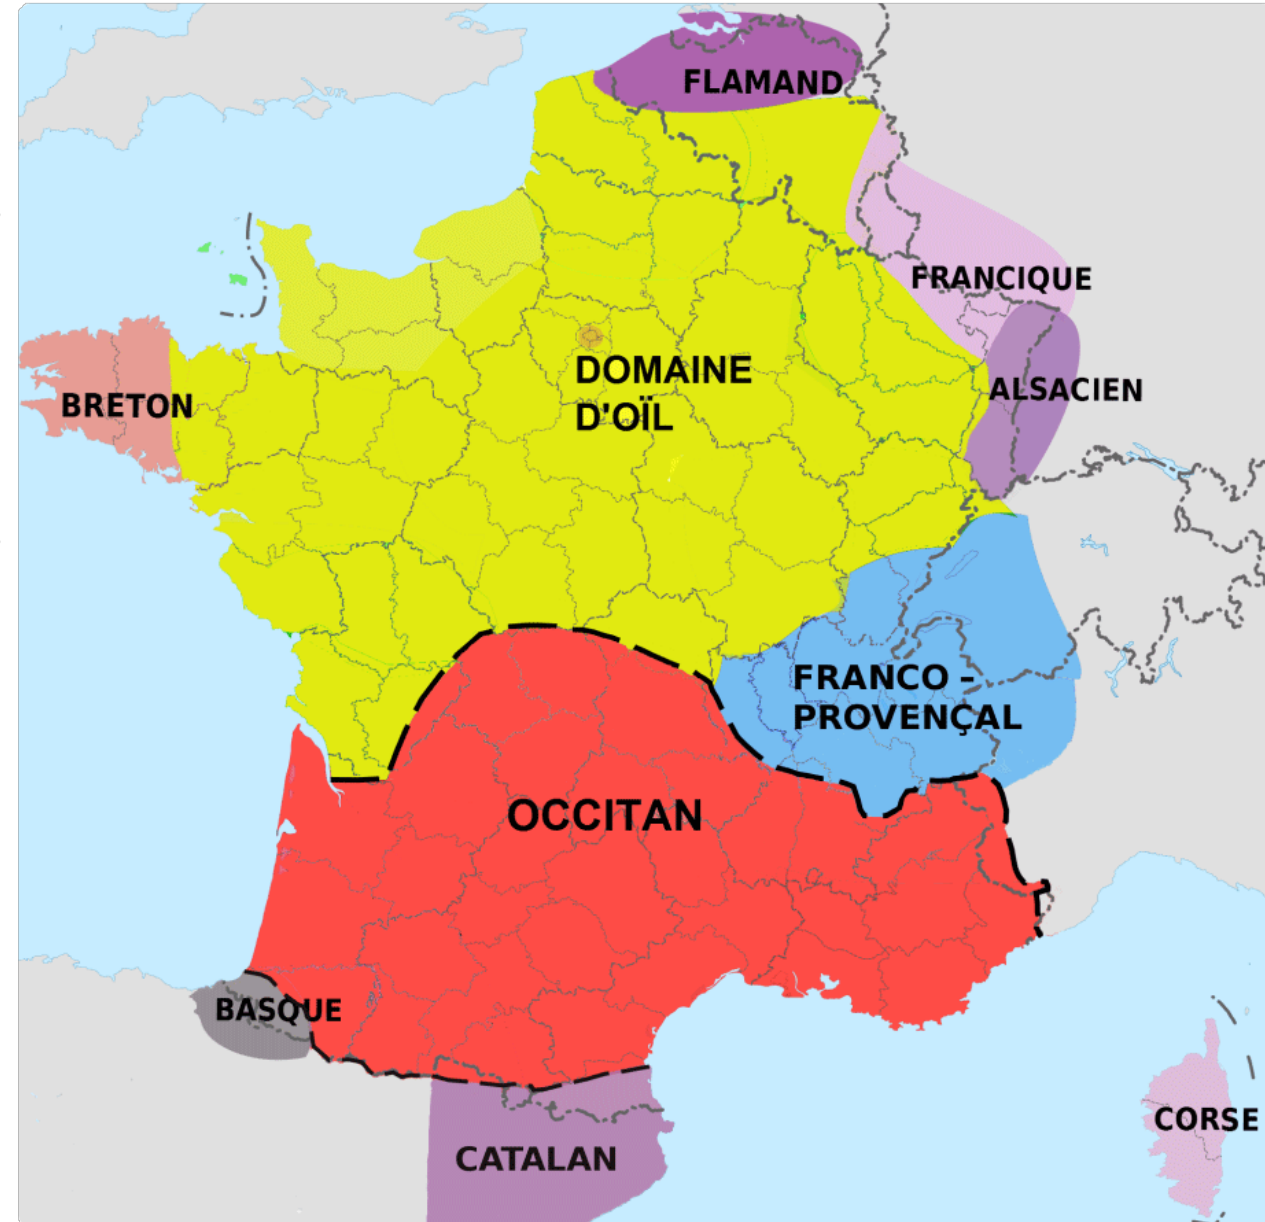 FLAMAND
FRANCIQUE
DOMAINE
D'OÏL
ALSACIEN
BRETON
FRANCO -
PROVENÇAL
OCCITAN
BASQUE
CORSE
CATALAN